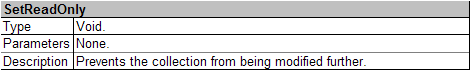 SetReadOnly
Type Void.
Parameters None.
Description Prevents the collection from being modified further.